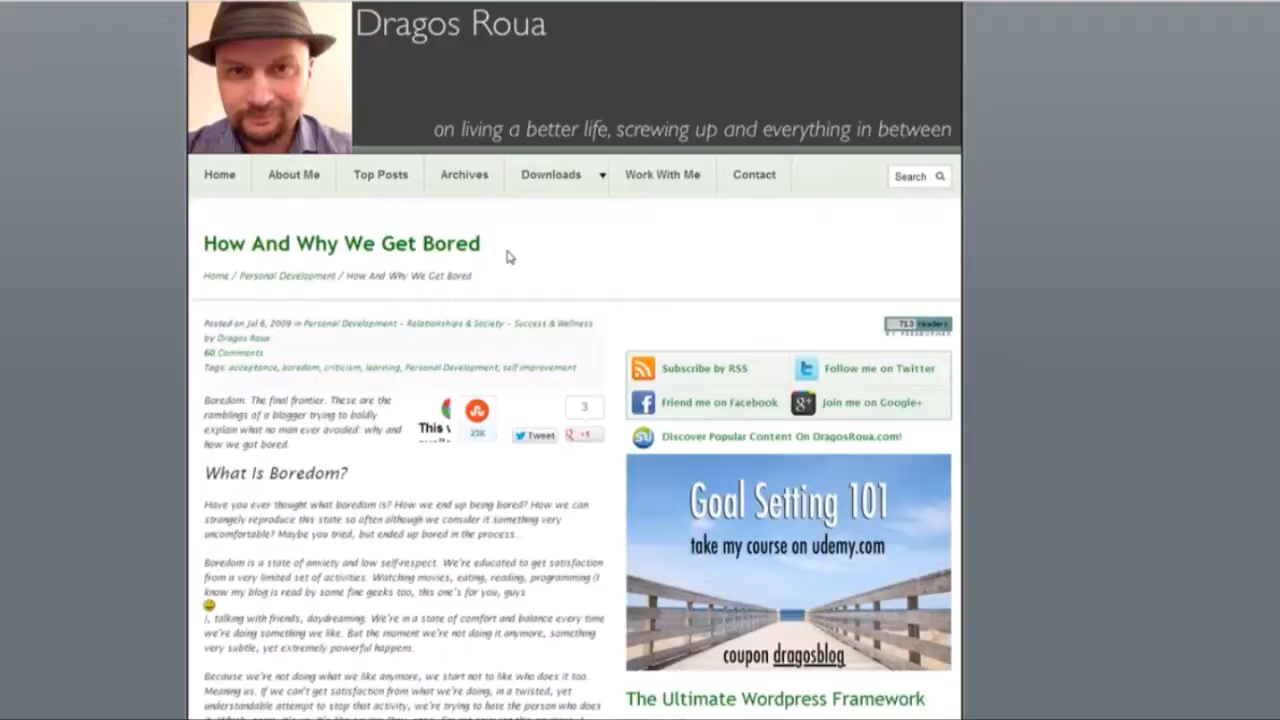 Dragos Roua
on living a better life, screwing up and everything in between
Home
About Me
Top Posts
Archives
Downloads
Work With Me
Contact
Search
How And Why We Get Bored
Home / Personal Development / How And Why We Get Bored
Posted on Jul 6, 2009 in Personal Development - Relationships & Society - Success & Wellness
by Dragos Roua
60 Comments
Tags: acceptance, boredom, criticism, learning, Personal Development, self improvement
Boredom. The final frontier. These are the
ramblings of a blogger trying to boldly
explain what no man ever avoided: why and
how we got bored.
This
23K
Tweet
3
+1
What Is Boredom?
Have you ever thought what boredom is? How we end up being bored? How we can
strangely reproduce this state so often although we consider it something very
uncomfortable? Maybe you tried, but ended up bored in the process...
Boredom is a state of anxiety and low self-respect. We're educated to get satisfaction
from a very limited set of activities. Watching movies, eating, reading, programming (I
know my blog is read by some fine geeks too, this one's for you, guys
), talking with friends, daydreaming. We're in a state of comfort and balance every time
we're doing something we like. But the moment we're not doing it anymore, something
very subtle, yet extremely powerful happens.
Because we're not doing what we like anymore, we start not to like who does it too.
Meaning us. If we can't get satisfaction from what we're doing, in a twisted, yet
understandable attempt to stop that activity, we're trying to hate the person who does
713 readers
Subscribe by RSS
Follow me on Twitter
Friend me on Facebook
Join me on Google+
Discover Popular Content On DragosRoua.com!
Goal Setting 101
take my course on udemy.com
coupon dragosblog
The Ultimate Wordpress Framework